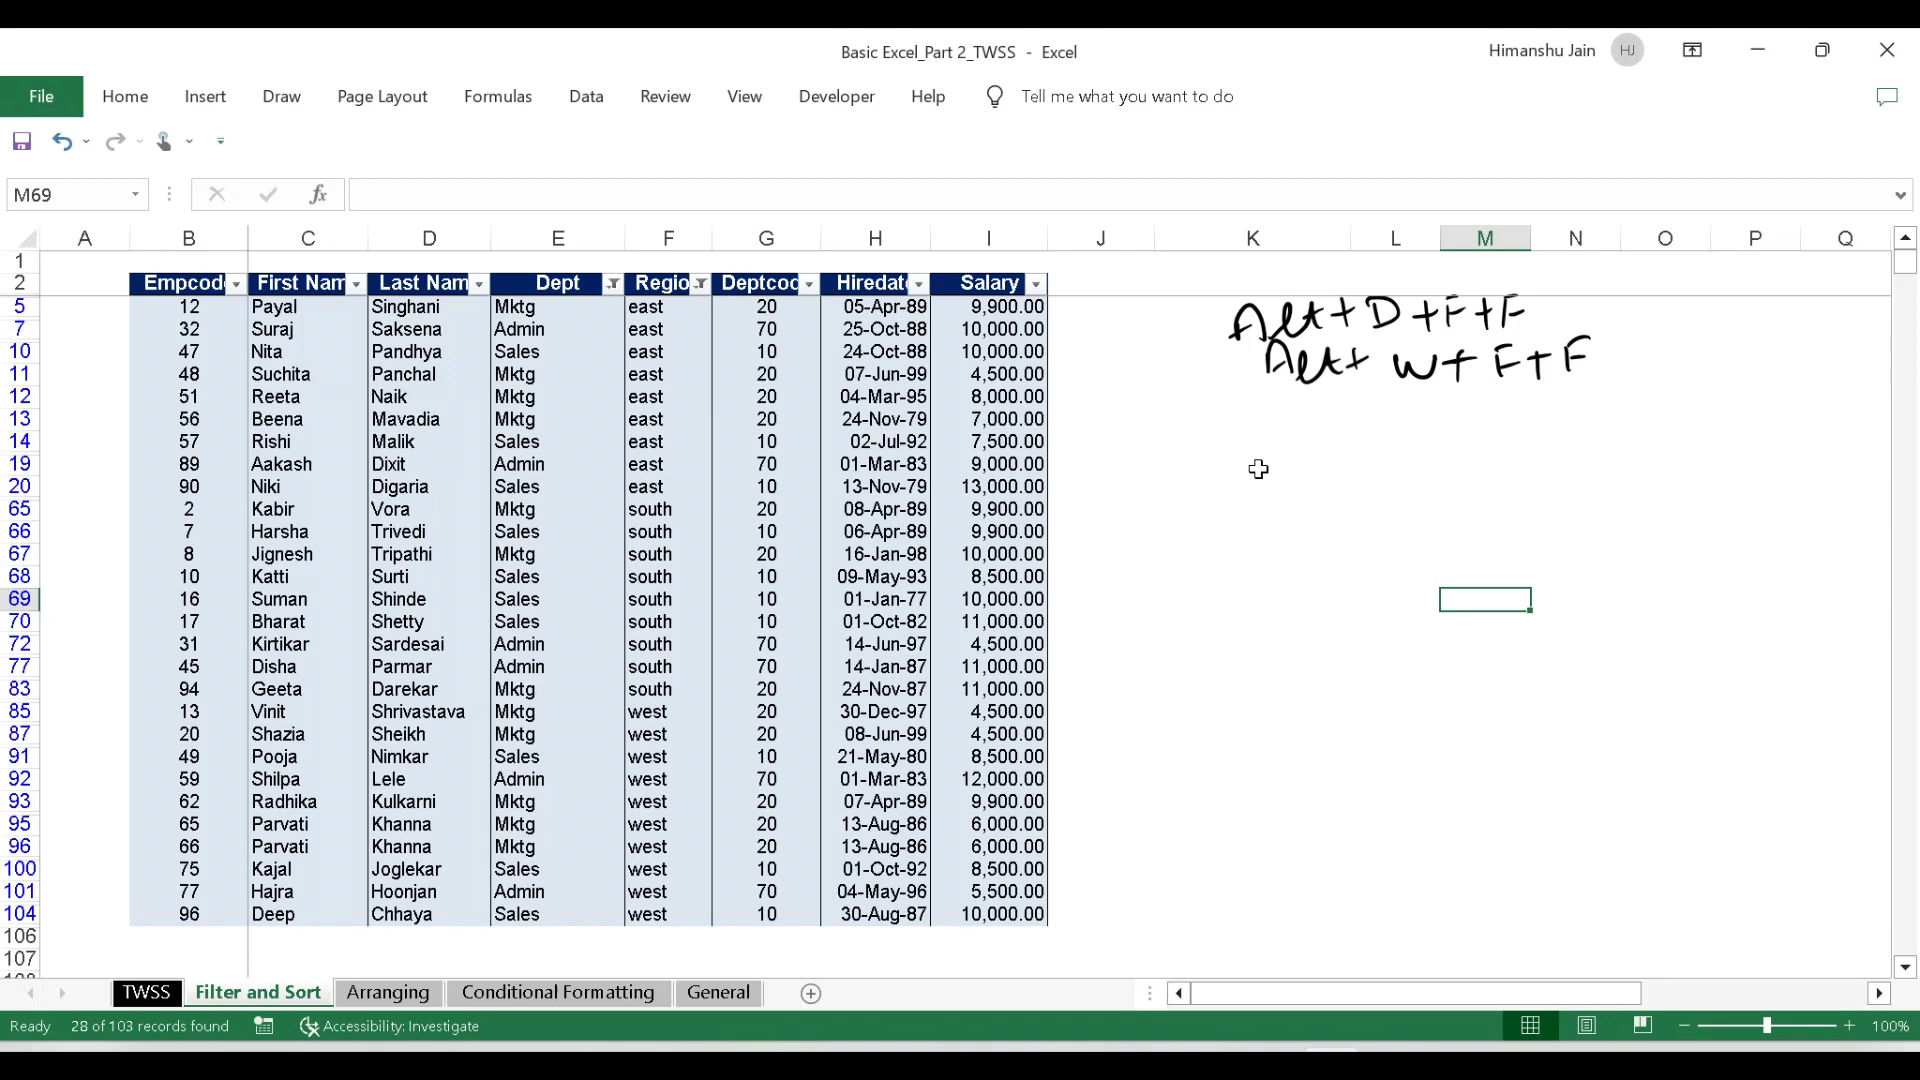 Basic Excel_Part 2_TWSS - Excel
Himanshu Jain HJ
File Home Insert Draw Page Layout Formulas Data Review View Developer Help Tell me what you want to do
M69 fx
A B C D E F G H I J K L M N O P Q
1
2 Empcod First Nam Last Nam Dept Regio Deptcoc Hiredat Salary
5 12 Payal Singhani Mktg east 20 05-Apr-89 9,900.00
7 32 Suraj Saksena Admin east 70 25-Oct-88 10,000.00
10 47 Nita Pandhya Sales east 10 24-Oct-88 10,000.00
11 48 Suchita Panchal Mktg east 20 07-Jun-99 4,500.00
12 51 Reeta Naik Mktg east 20 04-Mar-95 8,000.00
13 56 Beena Mavadia Mktg east 20 24-Nov-79 7,000.00
14 57 Rishi Malik Sales east 10 02-Jul-92 7,500.00
19 89 Aakash Dixit Admin east 70 01-Mar-83 9,000.00
20 90 Niki Digaria Sales east 10 13-Nov-79 13,000.00
65 2 Kabir Vora Mktg south 20 08-Apr-89 9,900.00
66 7 Harsha Trivedi Sales south 10 06-Apr-89 9,900.00
67 8 Jignesh Tripathi Mktg south 20 16-Jan-98 10,000.00
68 10 Katti Surti Sales south 10 09-May-93 8,500.00
69 16 Suman Shinde Sales south 10 01-Jan-77 10,000.00
70 17 Bharat Shetty Sales south 10 01-Oct-82 11,000.00
72 31 Kirtikar Sardesai Admin south 70 14-Jun-97 4,500.00
77 45 Disha Parmar Admin south 70 14-Jan-87 11,000.00
83 94 Geeta Darekar Mktg south 20 24-Nov-87 11,000.00
85 13 Vinit Shrivastava Mktg west 20 30-Dec-97 4,500.00
87 20 Shazia Sheikh Mktg west 20 08-Jun-99 4,500.00
91 49 Pooja Nimkar Sales west 10 21-May-80 8,500.00
92 59 Shilpa Lele Admin west 70 01-Mar-83 12,000.00
93 62 Radhika Kulkarni Mktg west 20 07-Apr-89 9,900.00
95 65 Parvati Khanna Mktg west 20 13-Aug-86 6,000.00
96 66 Parvati Khanna Mktg west 20 13-Aug-86 6,000.00
100 75 Kajal Joglekar Sales west 10 01-Oct-92 8,500.00
101 77 Hajra Hoonjan Admin west 70 04-May-96 5,500.00
104 96 Deep Chhaya Sales west 10 30-Aug-87 10,000.00
106
107
Alt+ D +F+F
Alt+ W+ F+F
TWSS Filter and Sort Arranging Conditional Formatting General
Ready 28 of 103 records found Accessibility: Investigate 100%